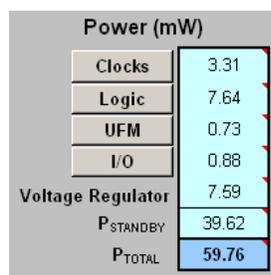 Power (mW)
Clocks 3.31
Logic 7.64
UFM 0.73
I/O 0.88
Voltage Regulator 7.59
PSTANDBY 39.62
PTOTAL 59.76